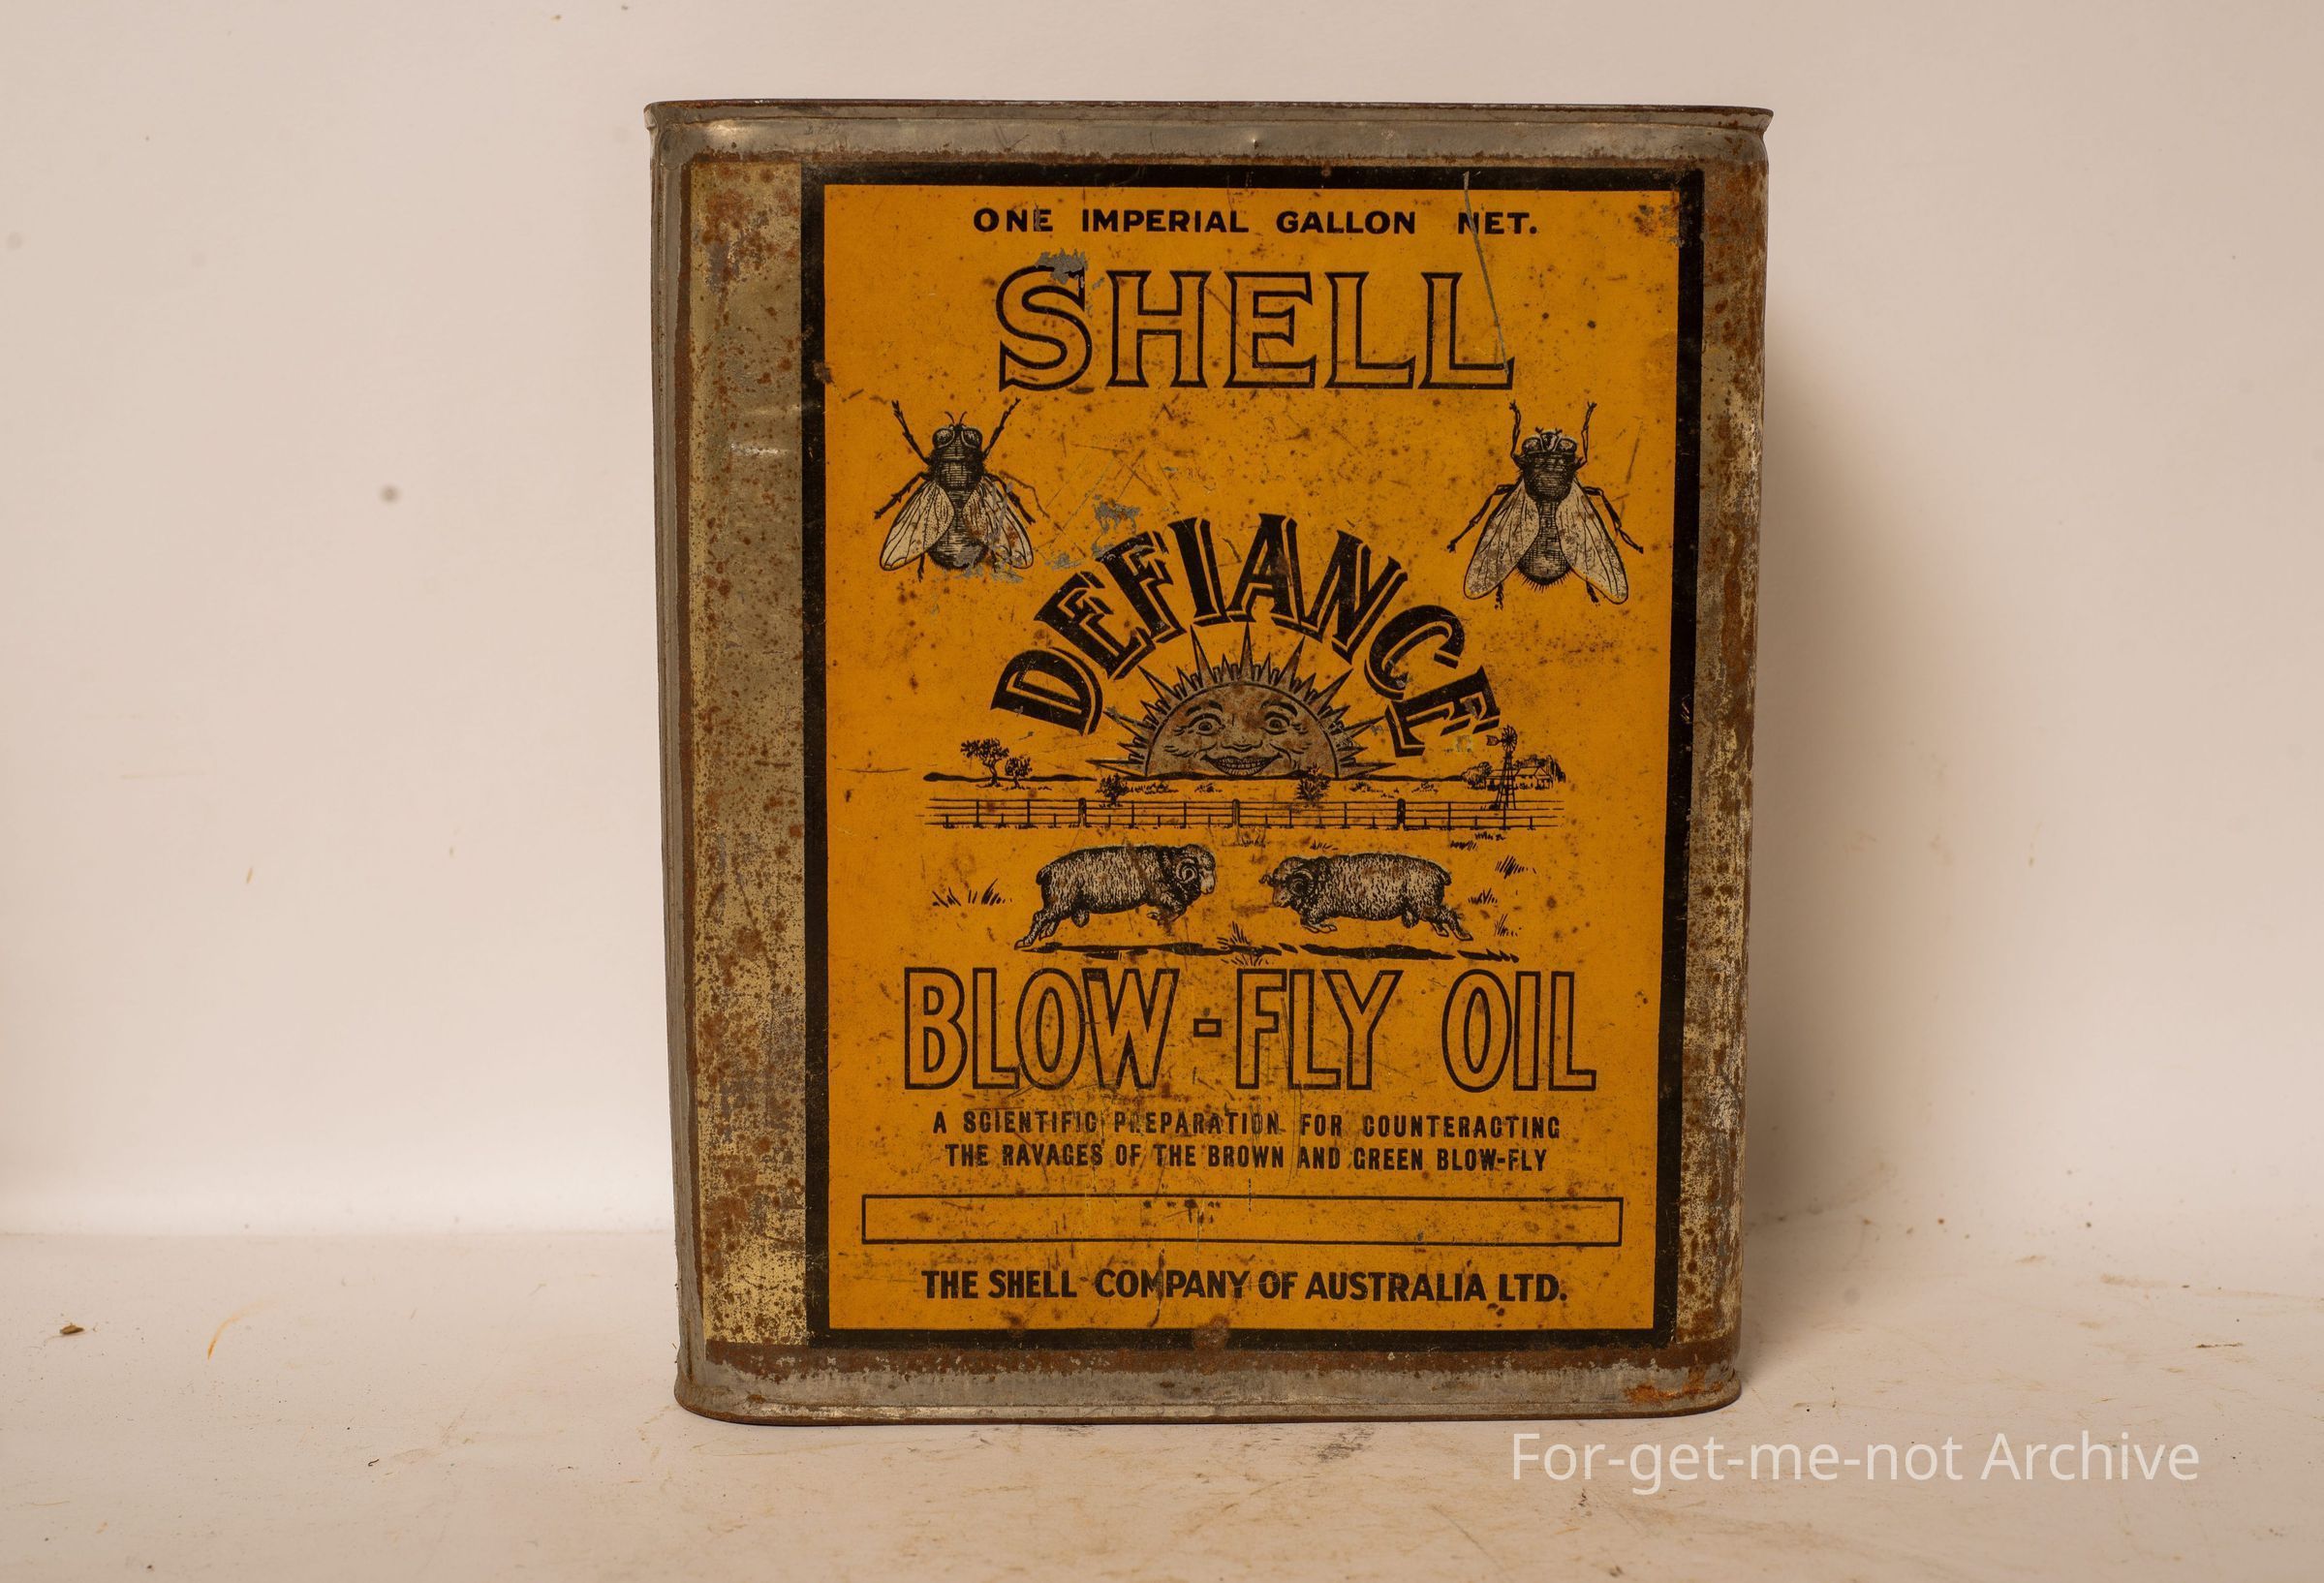 ONE IMPERIAL GALLON NET.
SHELL
DEFIANCE
BLOW-FLY OIL
A SCIENTIFIC PREPARATION FOR COUNTERACTING
THE RAVAGES OF THE BROWN AND GREEN BLOW-FLY
THE SHELL COMPANY OF AUSTRALIA LTD.
For-get-me-not Archive